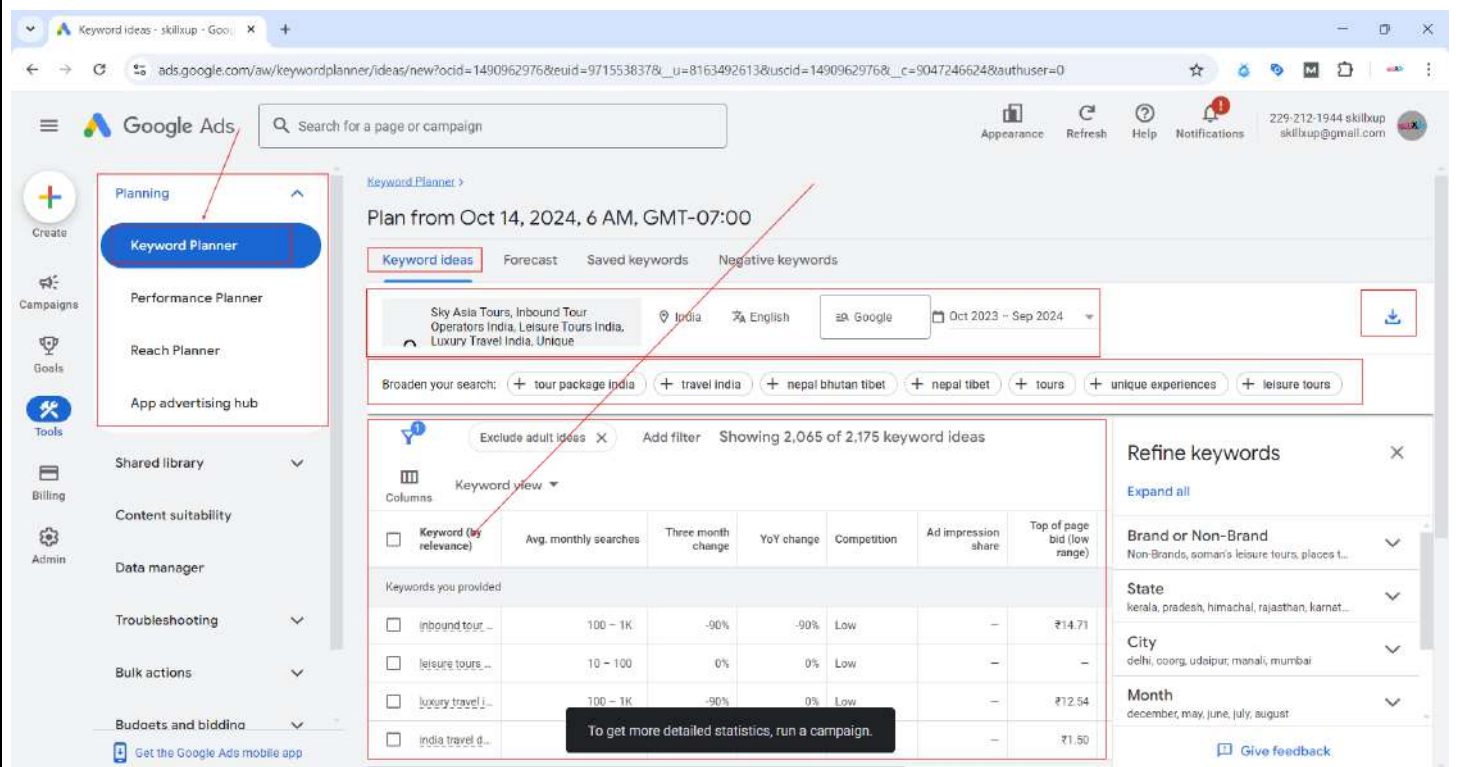 Keyword ideas - skillxup - Goo
ads.google.com/aw/keywordplanner/ideas/new?ocid=1490962976&euid=971553837&__u=8163492613&uscid=1490962976&__c=9047246624&authuser=0
Google Ads
Search for a page or campaign
Appearance
Refresh
Help
Notifications
229-212-1944 skillxup
skillxup@gmail.com
Create
Campaigns
Goals
Tools
Billing
Admin
Planning
Keyword Planner
Performance Planner
Reach Planner
App advertising hub
Shared library
Content suitability
Data manager
Troubleshooting
Bulk actions
Budgets and bidding
Get the Google Ads mobile app
Keyword Planner >
Plan from Oct 14, 2024, 6 AM, GMT-07:00
Keyword ideas Forecast Saved keywords Negative keywords
Sky Asia Tours, Inbound Tour
Operators India, Leisure Tours India,
Luxury Travel India, Unique
India
English
Google
Oct 2023 – Sep 2024
Broaden your search: + tour package india + travel india + nepal bhutan tibet + nepal tibet + tours + unique experiences + leisure tours
1
Exclude adult ideas X Add filter Showing 2,065 of 2,175 keyword ideas
Columns
Keyword view
Keyword (by
relevance)
Avg. monthly searches
Three month
change
YoY change
Competition
Ad impression
share
Top of page
bid (low
range)
Keywords you provided
inbound tour ... 100 – 1K -90% -90% Low – ₹14.71
leisure tours ... 10 – 100 0% 0% Low – –
luxury travel i... 100 – 1K -90% 0% Low – ₹12.54
india travel d... – ₹1.50
To get more detailed statistics, run a campaign.
Refine keywords
Expand all
Brand or Non-Brand
Non-Brands, soman's leisure tours, places t...
State
kerala, pradesh, himachal, rajasthan, karnat...
City
delhi, coorg, udaipur, manali, mumbai
Month
december, may, june, july, august
Give feedback